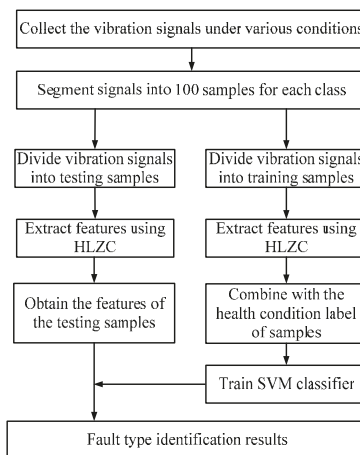 Collect the vibration signals under various conditions
Segment signals into 100 samples for each class
Divide vibration signals
into testing samples
Divide vibration signals
into training samples
Extract features using
HLZC
Extract features using
HLZC
Obtain the features of
the testing samples
Combine with the
health condition label
of samples
Train SVM classifier
Fault type identification results